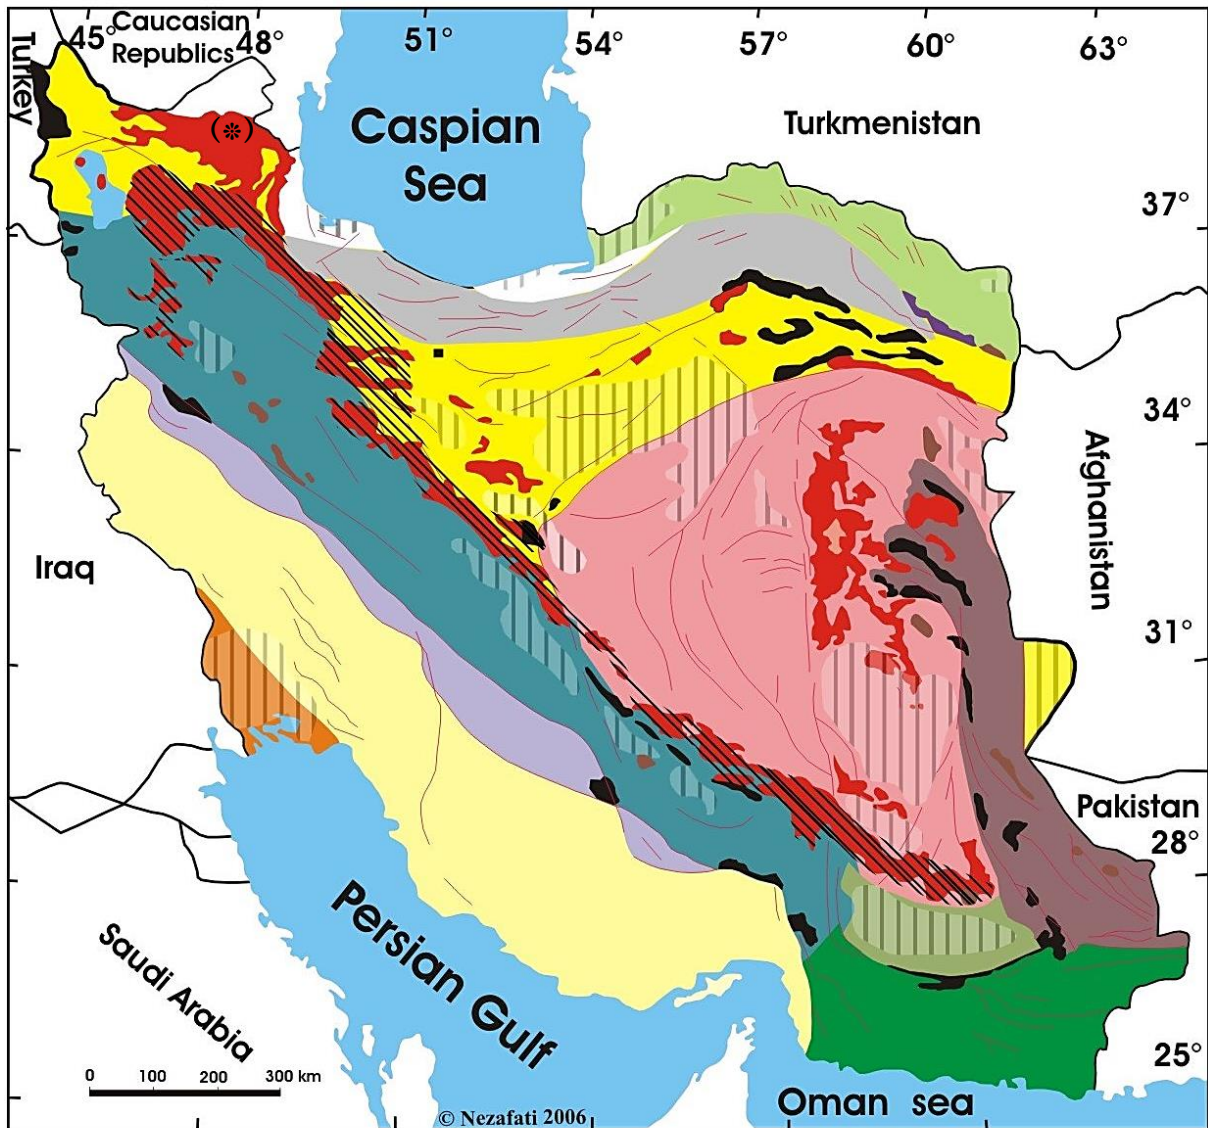 45°
Caucasian
Republics
48°
51°
54°
57°
60°
63°
Turkey
Caspian
Sea
Turkmenistan
37°
34°
Afghanistan
Iraq
31°
Pakistan
28°
Persian Gulf
Saudi Arabia
25°
0 100 200 300 km
Oman sea
© Nezafati 2006